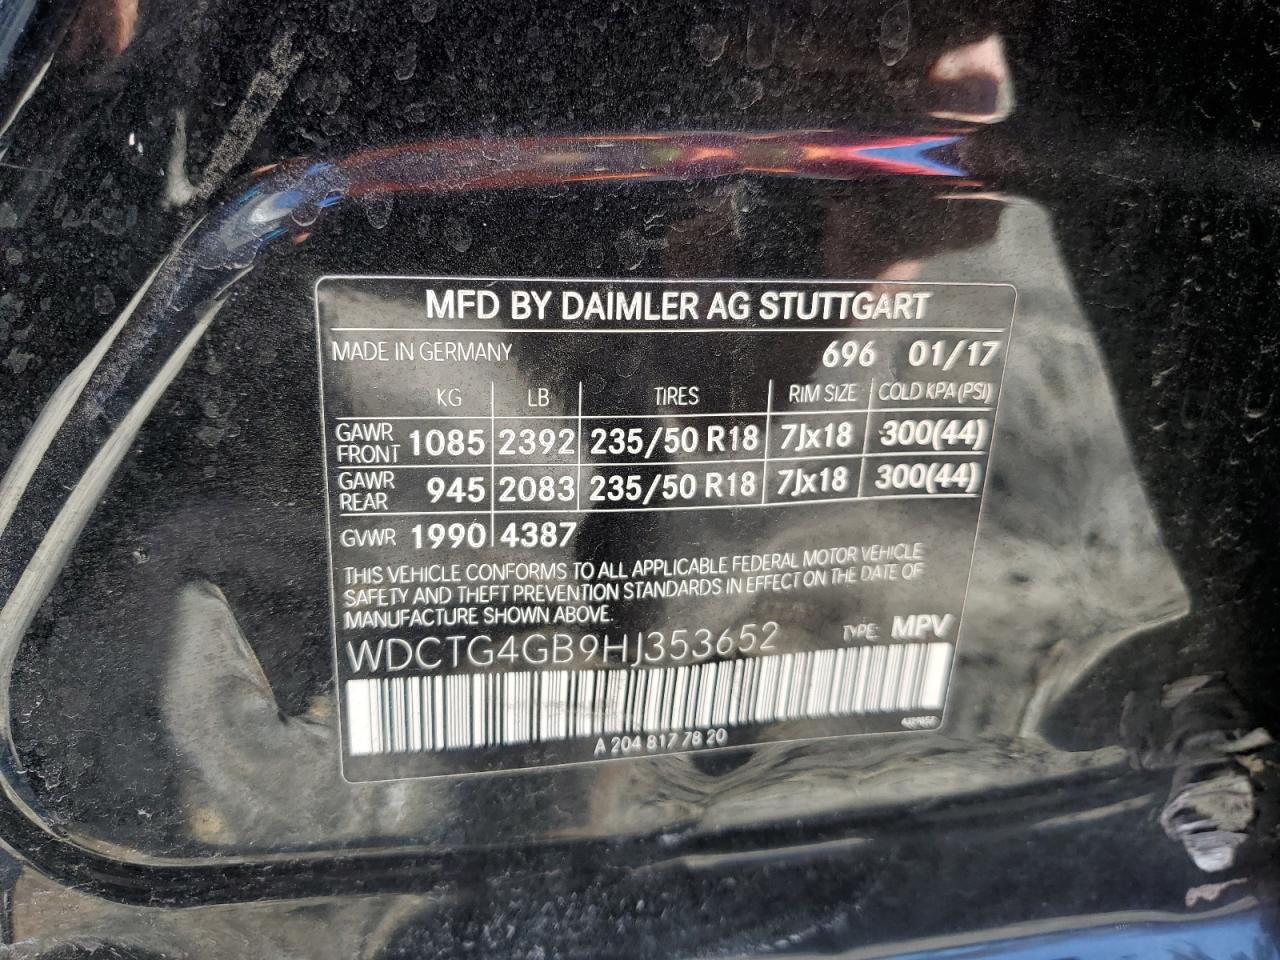 MFD BY DAIMLER AG STUTTGART
MADE IN GERMANY 696 01/17
KG LB TIRES RIM SIZE COLD KPA (PSI)
GAWR FRONT 1085 2392 235/50 R18 7Jx18 300(44)
GAWR REAR 945 2083 235/50 R18 7Jx18 300(44)
GVWR 1990 4387
THIS VEHICLE CONFORMS TO ALL APPLICABLE FEDERAL MOTOR VEHICLE
SAFETY AND THEFT PREVENTION STANDARDS IN EFFECT ON THE DATE OF
MANUFACTURE SHOWN ABOVE.
WDCTG4GB9HJ353652 TYPE: MPV
A 204 817 78 20